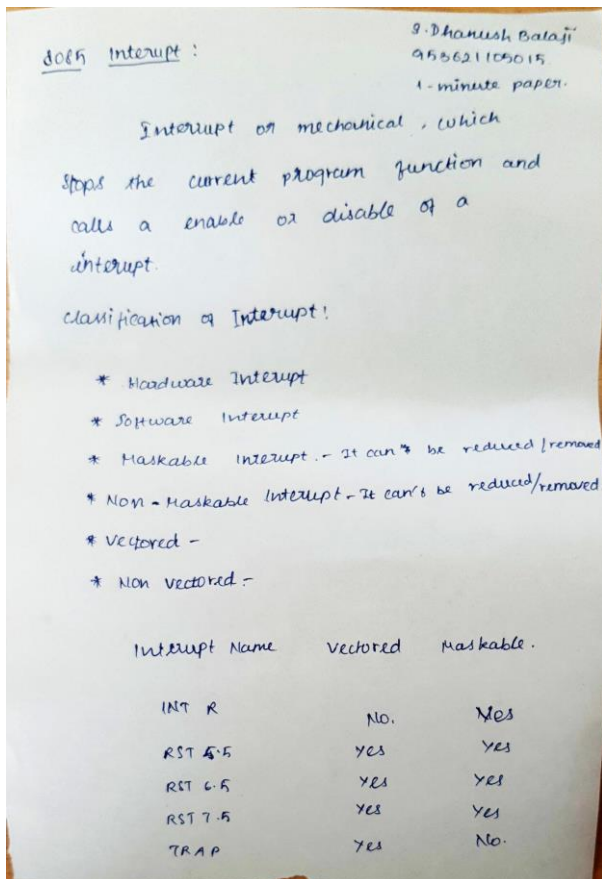 S. Dhanush Balaji
8085 Interupt :
953621105015
1-minute paper.
Interrupt or mechanical, which
stops the current program function and
calls a enable or disable of a
interupt.
Classification of Interupt:
* Hardware Interupt
* Software Interupt
* Maskable Interupt. - It can's be reduced/removed
* Non-Maskable Interupt - It can's be reduced/removed
* Vectored -
* Non Vectored :-
Interupt Name Vectored Maskable.
INT R No. Yes
RST 5.5 Yes Yes
RST 6.5 Yes Yes
RST 7.5 Yes Yes
TRAP Yes No.